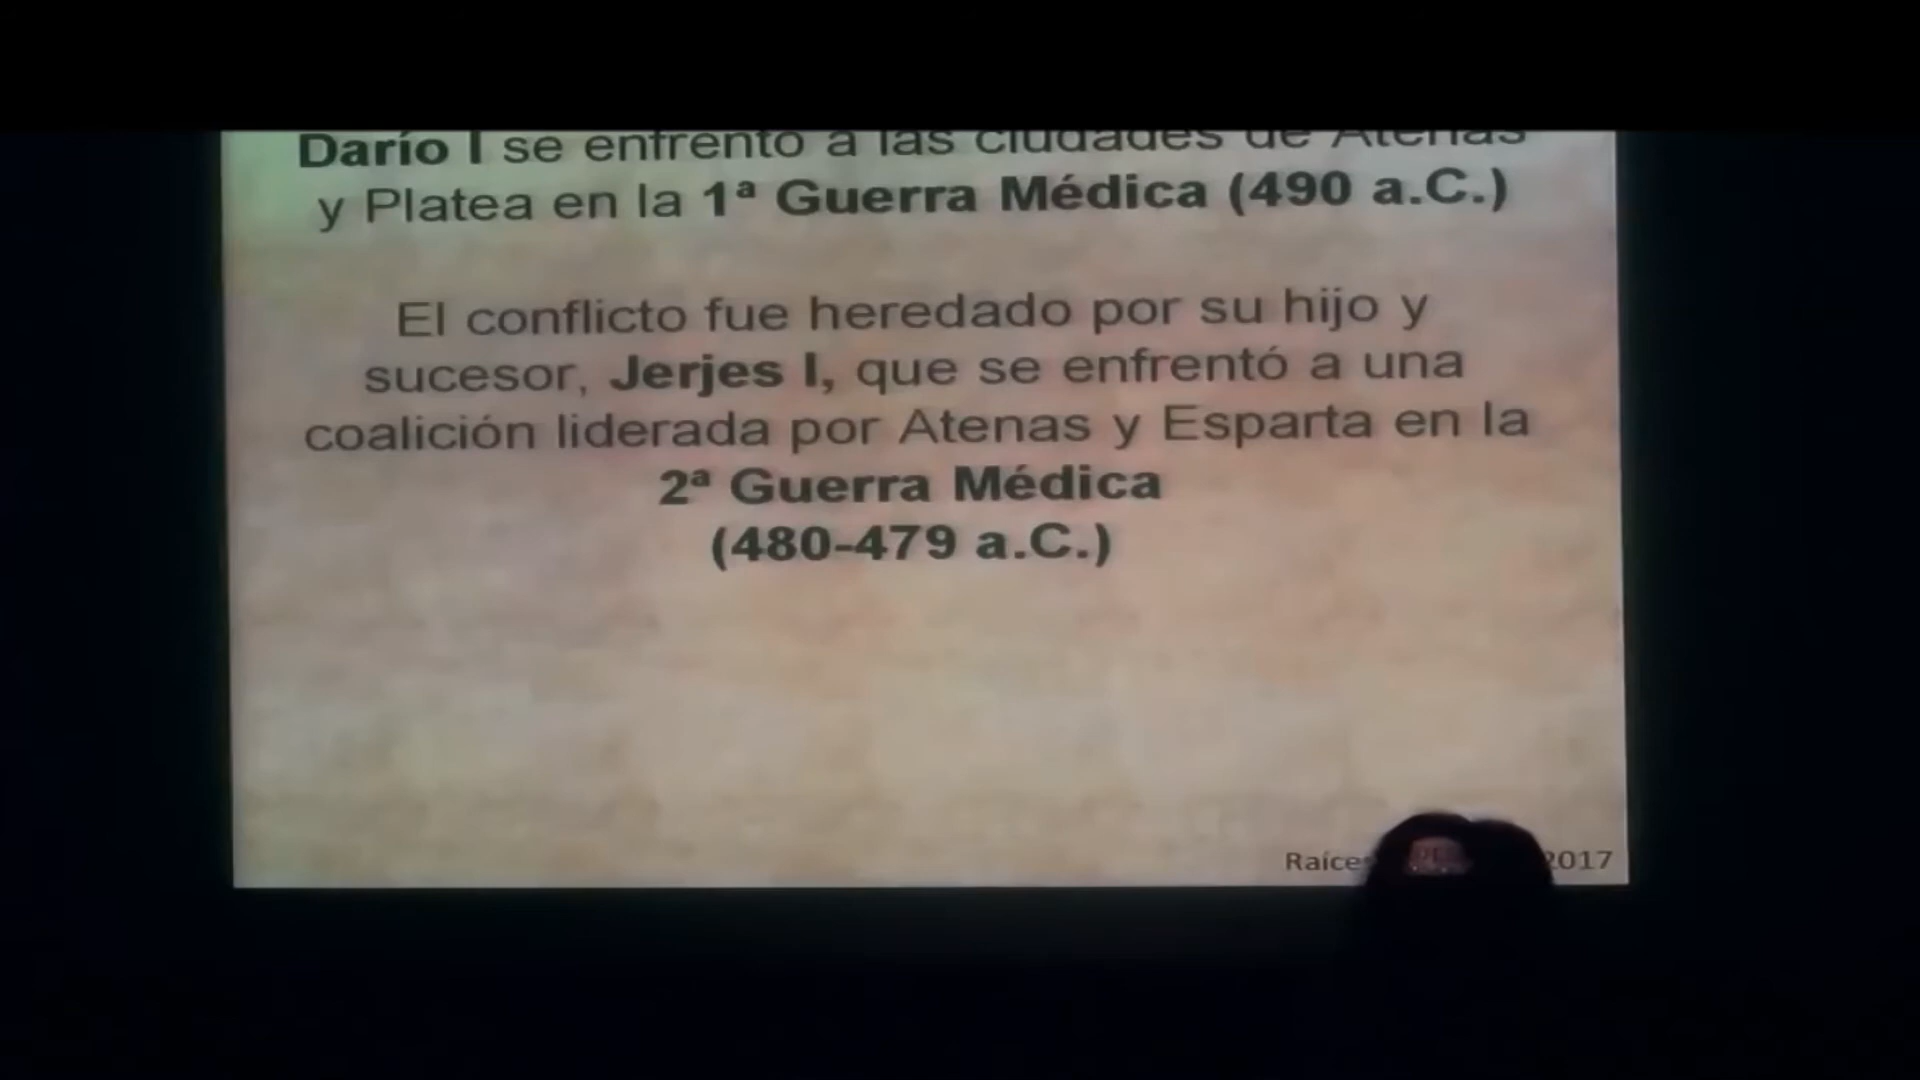 Darío I se enfrentó a las ciudades de Atenas
y Platea en la 1ª Guerra Médica (490 a.C.)
El conflicto fue heredado por su hijo y
sucesor, Jerjes I, que se enfrentó a una
coalición liderada por Atenas y Esparta en la
2ª Guerra Médica
(480-479 a.C.)
Raíces 2017